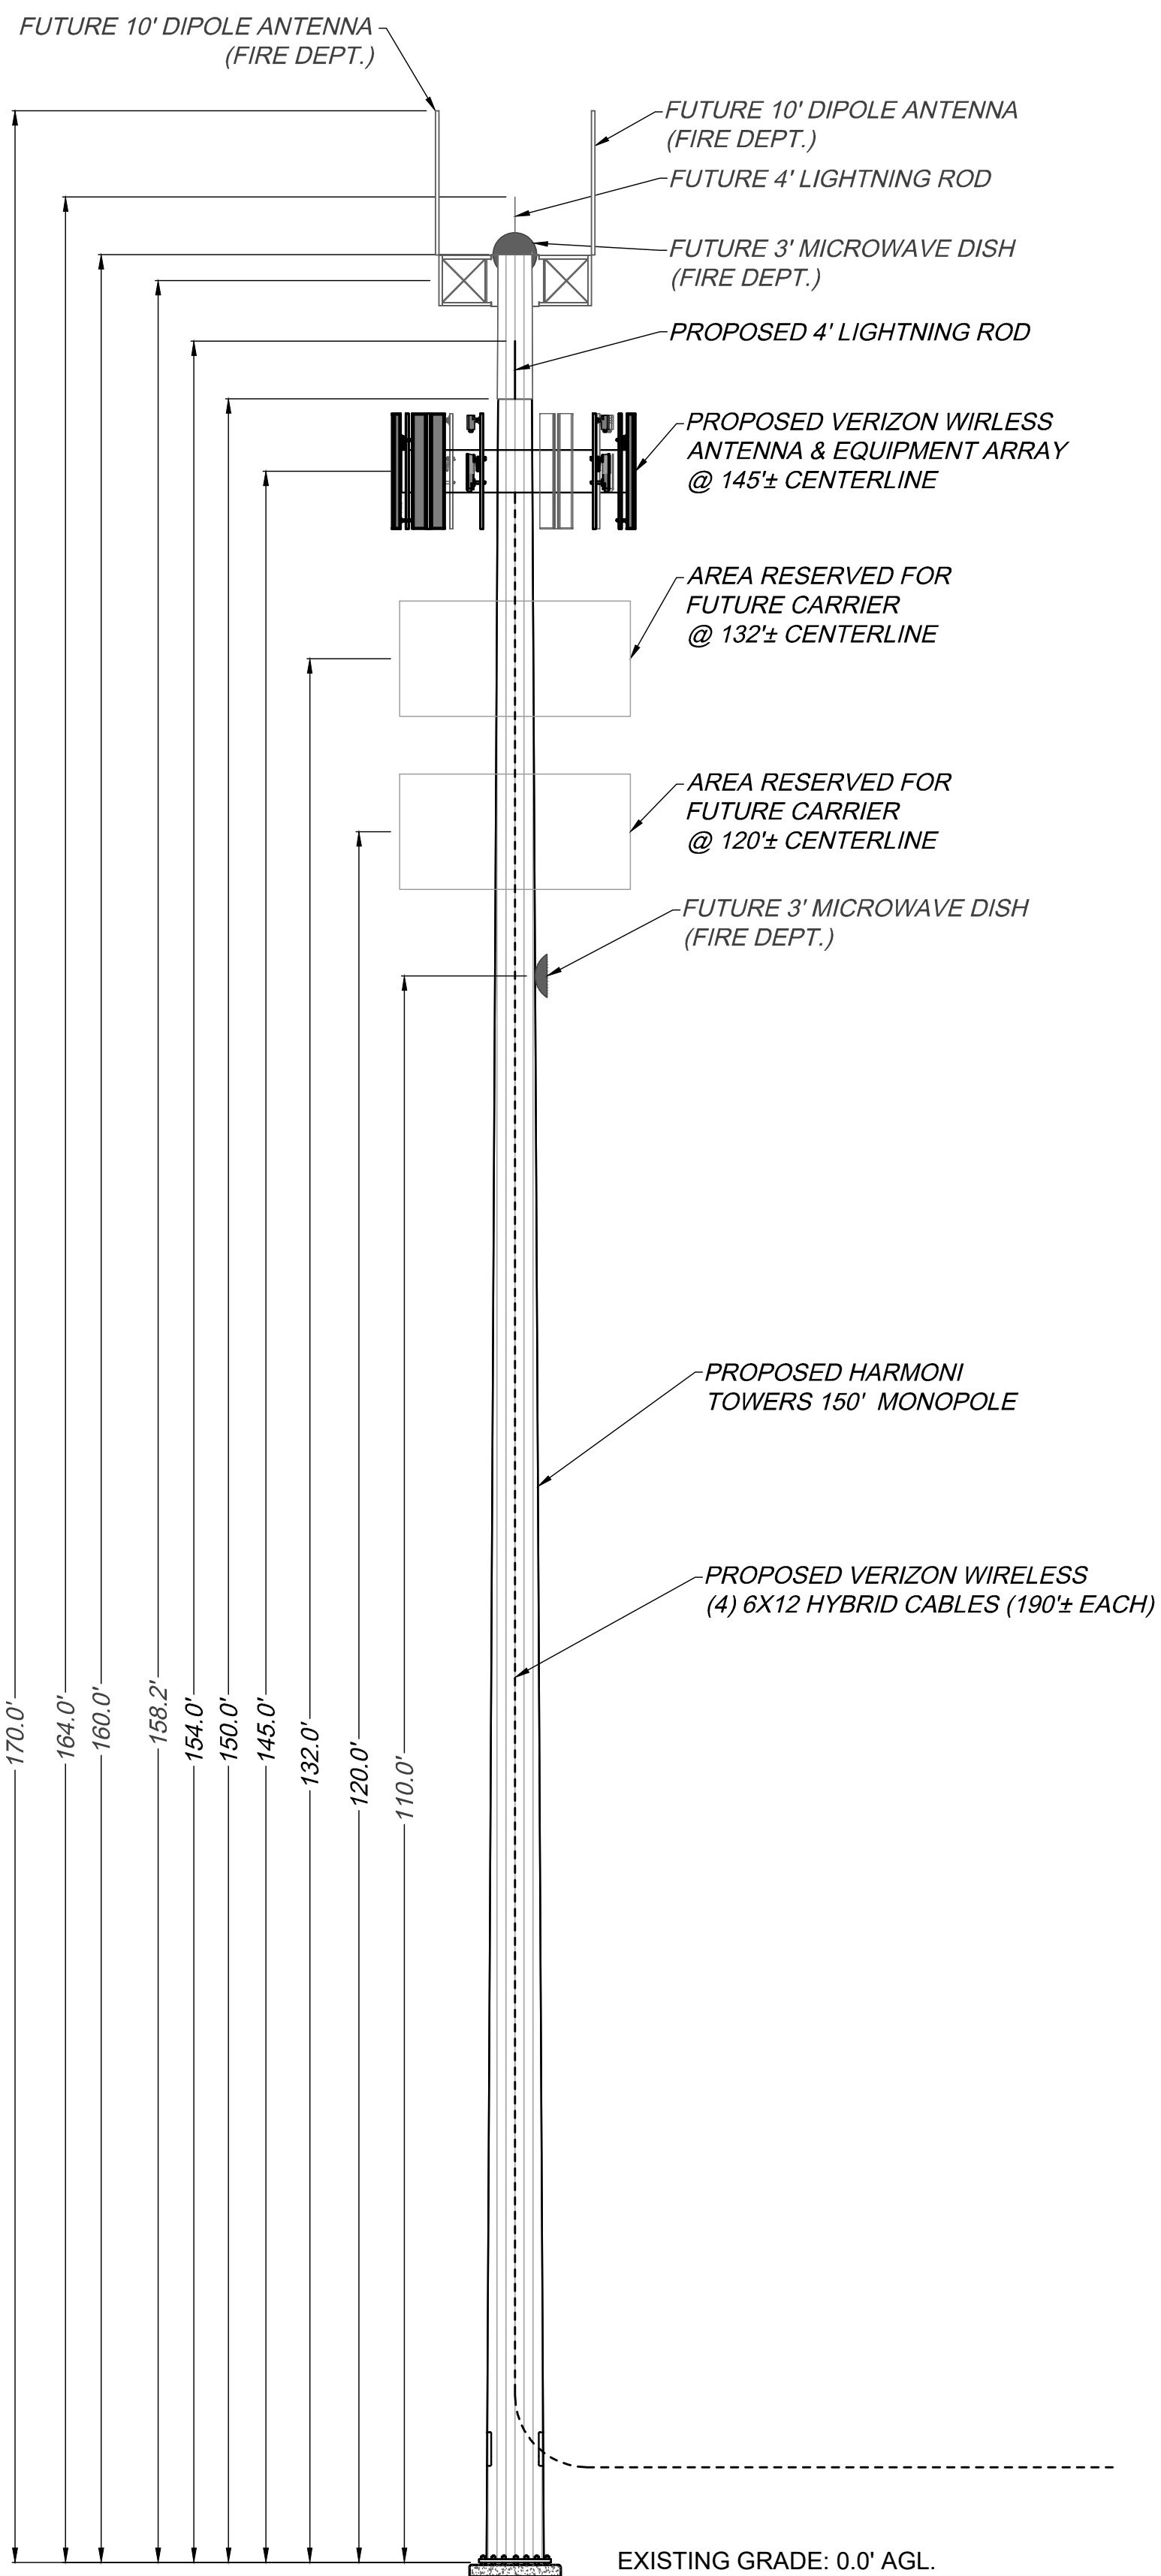 FUTURE 10' DIPOLE ANTENNA
(FIRE DEPT.)
FUTURE 10' DIPOLE ANTENNA
(FIRE DEPT.)
FUTURE 4' LIGHTNING ROD
FUTURE 3' MICROWAVE DISH
(FIRE DEPT.)
PROPOSED 4' LIGHTNING ROD
PROPOSED VERIZON WIRLESS
ANTENNA & EQUIPMENT ARRAY
@ 145'± CENTERLINE
AREA RESERVED FOR
FUTURE CARRIER
@ 132'± CENTERLINE
AREA RESERVED FOR
FUTURE CARRIER
@ 120'± CENTERLINE
FUTURE 3' MICROWAVE DISH
(FIRE DEPT.)
PROPOSED HARMONI
TOWERS 150' MONOPOLE
PROPOSED VERIZON WIRELESS
(4) 6X12 HYBRID CABLES (190'± EACH)
170.0'
164.0'
160.0'
158.2'
154.0'
150.0'
145.0'
132.0'
120.0'
110.0'
EXISTING GRADE: 0.0' AGL.